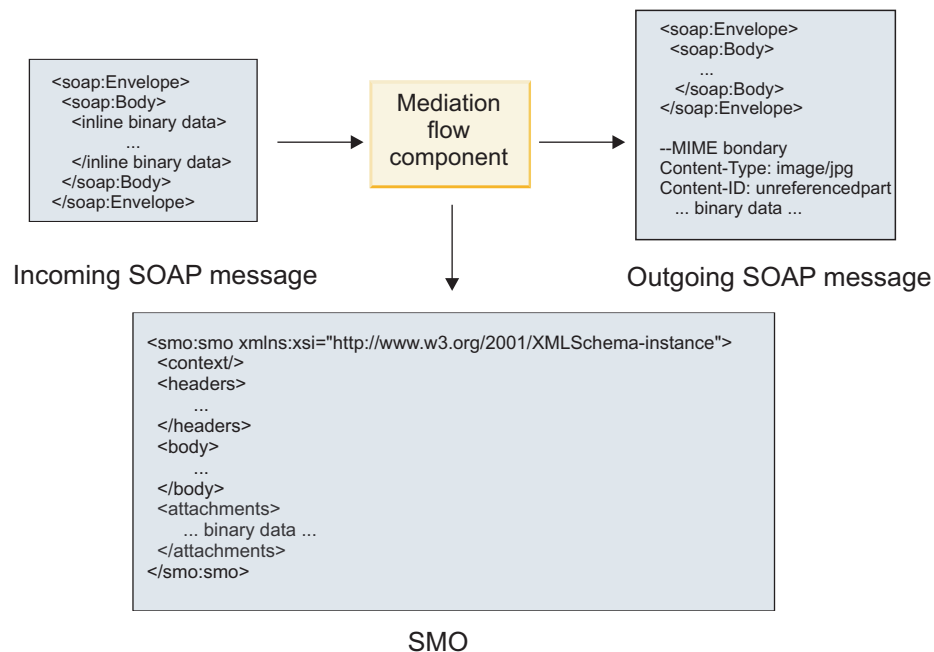 <soap:Envelope>
<soap:Body>
<inline binary data>
...
</inline binary data>
</soap:Body>
</soap:Envelope>
Incoming SOAP message
Mediation
flow
component
<soap:Envelope>
<soap:Body>
...
</soap:Body>
</soap:Envelope>
--MIME bondary
Content-Type: image/jpg
Content-ID: unreferencedpart
... binary data ...
Outgoing SOAP message
<smo:smo xmlns:xsi="http://www.w3.org/2001/XMLSchema-instance">
<context/>
<headers>
...
</headers>
<body>
...
</body>
<attachments>
... binary data ...
</attachments>
</smo:smo>
SMO